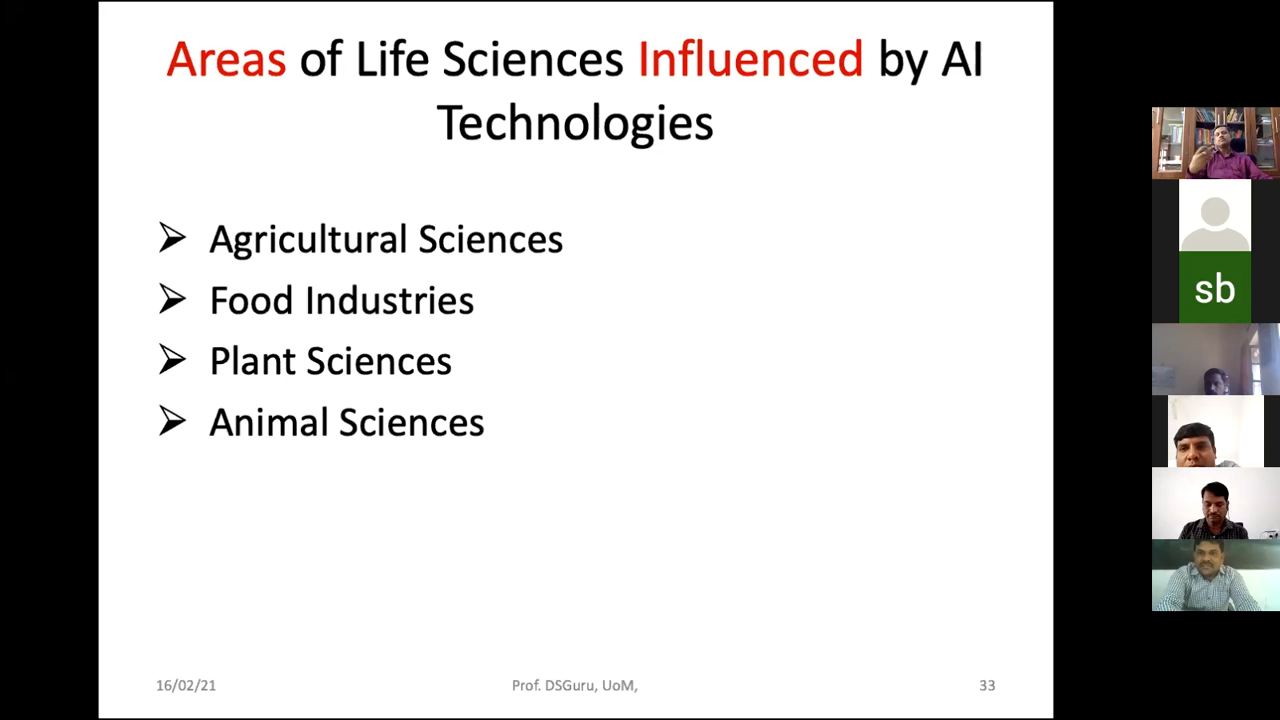 Areas of Life Sciences Influenced by AI
Technologies
Agricultural Sciences
Food Industries
Plant Sciences
Animal Sciences
16/02/21
Prof. DSGuru, UoM,
33
sb